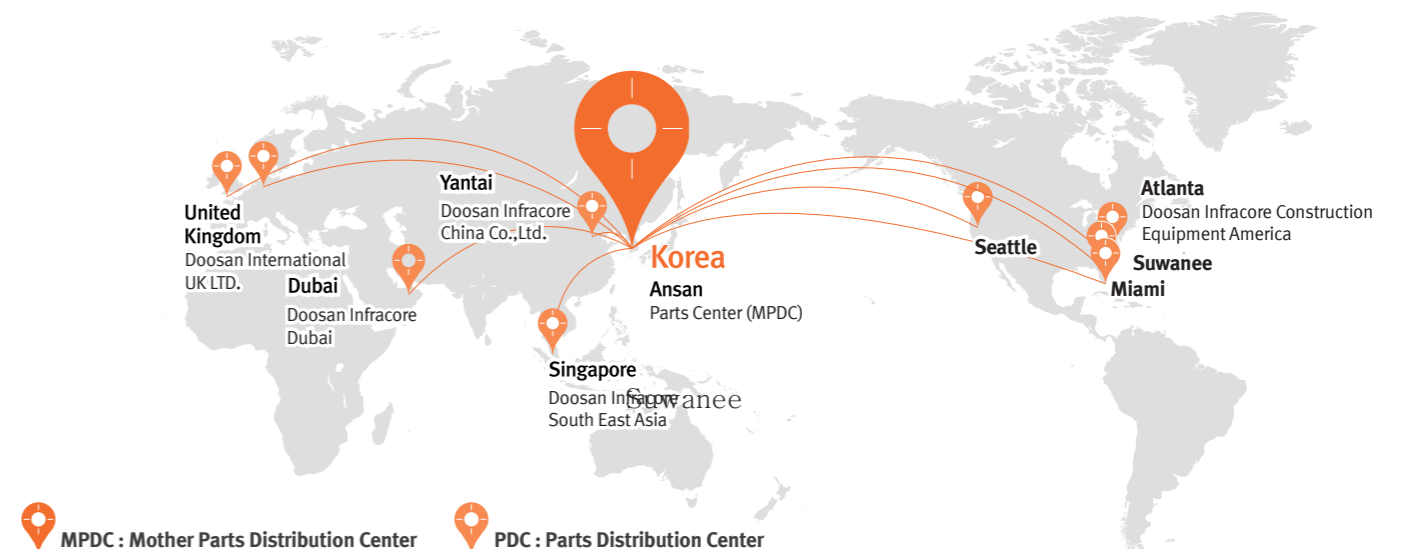 United
Kingdom
Doosan International
UK LTD.
Dubai
Doosan Infracore
Dubai
Yantai
Doosan Infracore
China Co.,Ltd.
Korea
Ansan
Parts Center (MPDC)
Singapore
Doosan Infracore
South East Asia
Suwanee
Seattle
Atlanta
Doosan Infracore Construction
Equipment America
Suwanee
Miami
MPDC : Mother Parts Distribution Center
PDC : Parts Distribution Center